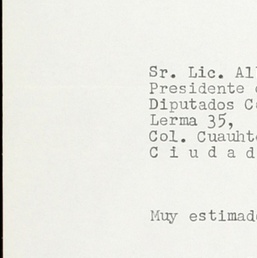 Sr. Lic. Al
Presidente
Diputados C
Lerma 35,
Col. Cuauht
C i u d a d
Muy estimad